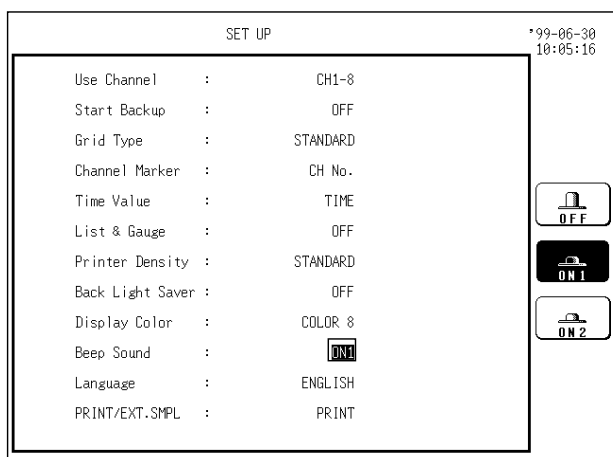 SET UP
'99-06-30
10:05:16
Use Channel : CH1-8
Start Backup : OFF
Grid Type : STANDARD
Channel Marker : CH No.
Time Value : TIME
List & Gauge : OFF
Printer Density : STANDARD
Back Light Saver : OFF
Display Color : COLOR 8
Beep Sound : ON1
Language : ENGLISH
PRINT/EXT.SMPL : PRINT
OFF
ON 1
ON 2